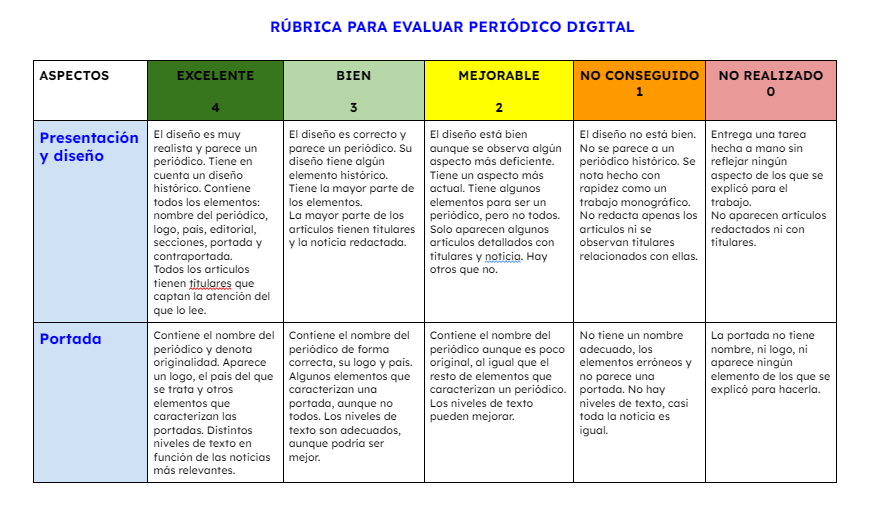 RÚBRICA PARA EVALUAR PERIÓDICO DIGITAL
ASPECTOS
EXCELENTE
4
BIEN
3
MEJORABLE
2
NO CONSEGUIDO
1
NO REALIZADO
0
Presentación
y diseño
El diseño es muy
realista y parece un
periódico. Tiene en
cuenta un diseño
histórico. Contiene
todos los elementos:
nombre del periódico,
logo, país, editorial,
secciones, portada y
contraportada.
Todos los artículos
tienen titulares que
captan la atención del
que lo lee.
El diseño es correcto y
parece un periódico. Su
diseño tiene algún
elemento histórico.
Tiene la mayor parte de
los elementos.
La mayor parte de los
artículos tienen titulares
y la noticia redactada.
El diseño está bien
aunque se observa algún
aspecto más deficiente.
Tiene un aspecto más
actual. Tiene algunos
elementos para ser un
periódico, pero no todos.
Solo aparecen algunos
artículos detallados con
titulares y noticia. Hay
otros que no.
El diseño no está bien.
No se parece a un
periódico histórico. Se
nota hecho con
rapidez como un
trabajo monográfico.
No redacta apenas los
artículos ni se
observan titulares
relacionados con ellas.
Entrega una tarea
hecha a mano sin
reflejar ningún
aspecto de los que se
explicó para el
trabajo.
No aparecen artículos
redactados ni con
titulares.
Portada
Contiene el nombre del
periódico y denota
originalidad. Aparece
un logo, el país del que
se trata y otros
elementos que
caracterizan las
portadas. Distintos
niveles de texto en
función de las noticias
más relevantes.
Contiene el nombre del
periódico de forma
correcta, su logo y país.
Algunos elementos que
caracterizan una
portada, aunque no
todos. Los niveles de
texto son adecuados,
aunque podría ser
mejor.
Contiene el nombre del
periódico aunque es poco
original, al igual que el
resto de elementos que
caracterizan un periódico.
Los niveles de texto
pueden mejorar.
No tiene un nombre
adecuado, los
elementos erróneos y
no parece una
portada. No hay
niveles de texto, casi
toda la noticia es
igual.
La portada no tiene
nombre, ni logo, ni
aparece ningún
elemento de los que se
explicó para hacerla.